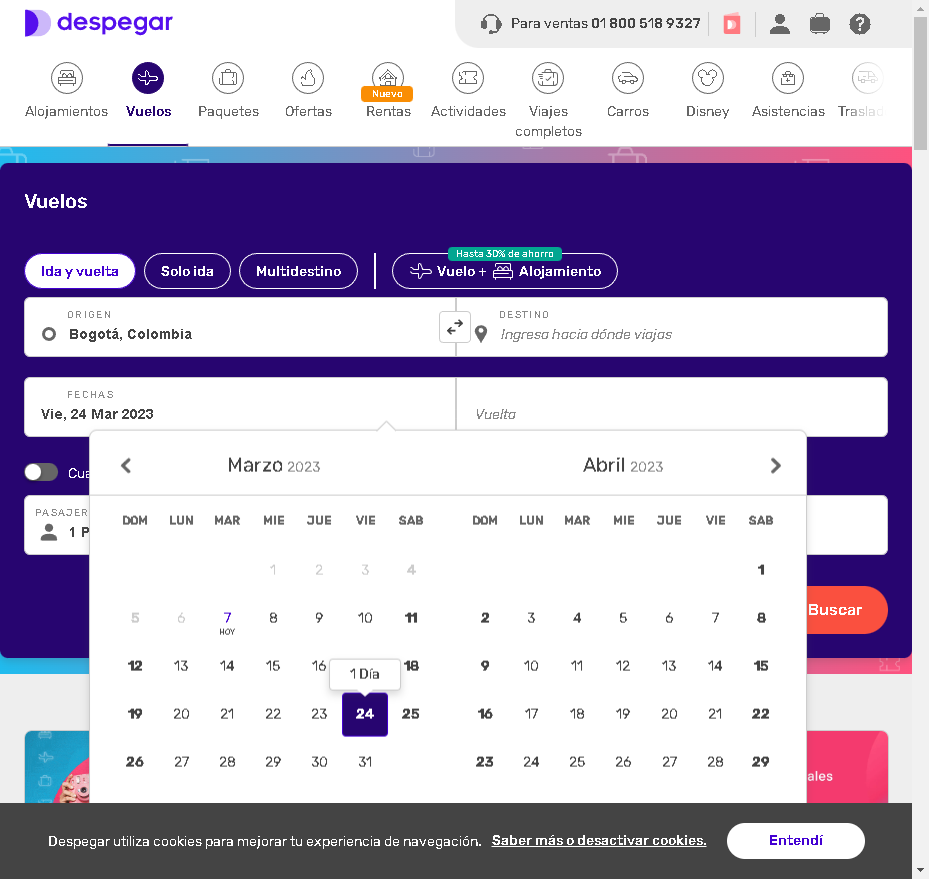 despegar
Para ventas 01 800 518 9327
Alojamientos
Vuelos
Paquetes
Ofertas
Nuevo
Rentas
Actividades
Viajes
completos
Carros
Disney
Asistencias
Traslad
Vuelos
Hasta 30% de ahorro
Ida y vuelta
Solo ida
Multidestino
Vuelo + Alojamiento
ORIGEN
DESTINO
Bogotá, Colombia
Ingresa hacia dónde viajas
FECHAS
Vie, 24 Mar 2023
Vuelta
Marzo 2023
Abril 2023
PASAJER
1 P
DOM LUN MAR MIE JUE VIE SAB
1 2 3 4
5 6 7 8 9 10 11
HOY
12 13 14 15 16 18
1 Día
19 20 21 22 23 24 25
26 27 28 29 30 31
DOM LUN MAR MIE JUE VIE SAB
1
2 3 4 5 6 7 8
9 10 11 12 13 14 15
16 17 18 19 20 21 22
23 24 25 26 27 28 29
Buscar
ales
Despegar utiliza cookies para mejorar tu experiencia de navegación. Saber más o desactivar cookies.
Entendí